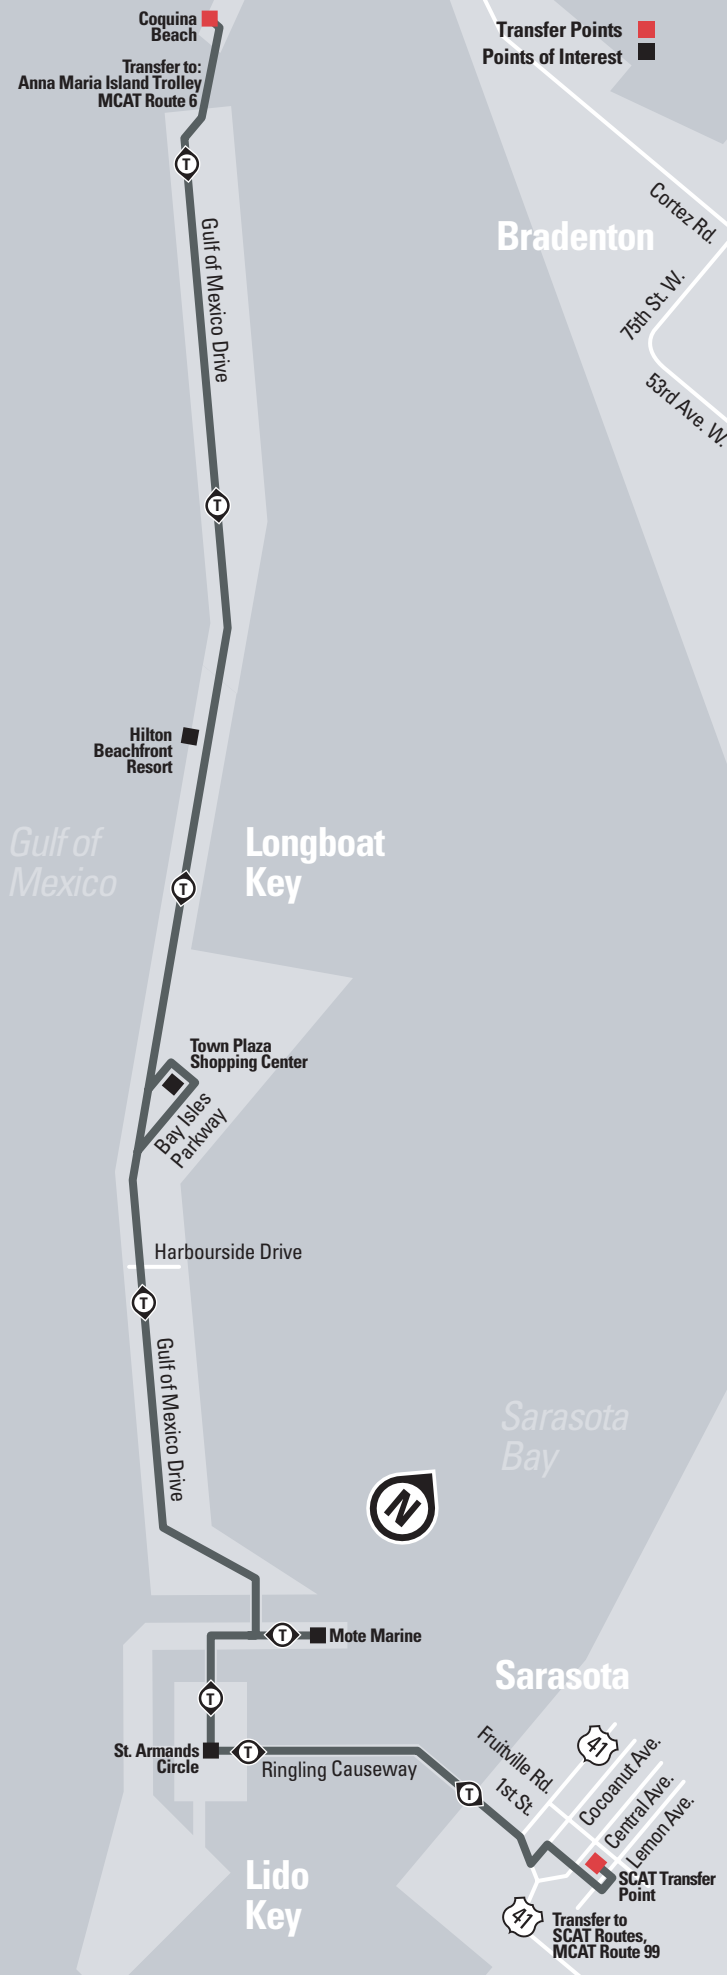 Coquina
Beach
Transfer to:
Anna Maria Island Trolley
MCAT Route 6
Transfer Points
Points of Interest
T
Cortez Rd.
Bradenton
Gulf of Mexico Drive
75th St. W.
53rd Ave. W.
T
Hilton
Beachfront
Resort
Gulf of
Mexico
Longboat
Key
T
Town Plaza
Shopping Center
Bay Isles
Parkway
Harbourside Drive
T
Gulf of Mexico Drive
Sarasota
Bay
N
T
Mote Marine
Sarasota
T
St. Armands
Circle
T
Ringling Causeway
T
Fruitville Rd.
1st St.
41
Cocoanut Ave.
Central Ave.
Lemon Ave.
Lido
Key
SCAT Transfer
Point
41
Transfer to
SCAT Routes,
MCAT Route 99